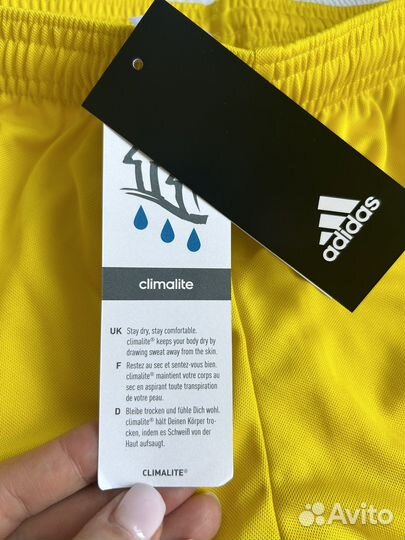 adidas
climalite
UK Stay dry, stay comfortable.
climalite® keeps your body dry by
drawing sweat away from the skin.
F Restez au sec et sentez-vous bien.
climalite® maintient votre corps au
sec en aspirant toute transpiration
de votre peau.
D Bleibe trocken und fühle Dich wohl.
climalite® hält Deinen Körper tro-
cken, indem es Schweiß von der
Haut aufsaugt.
CLIMALITE®
Avito